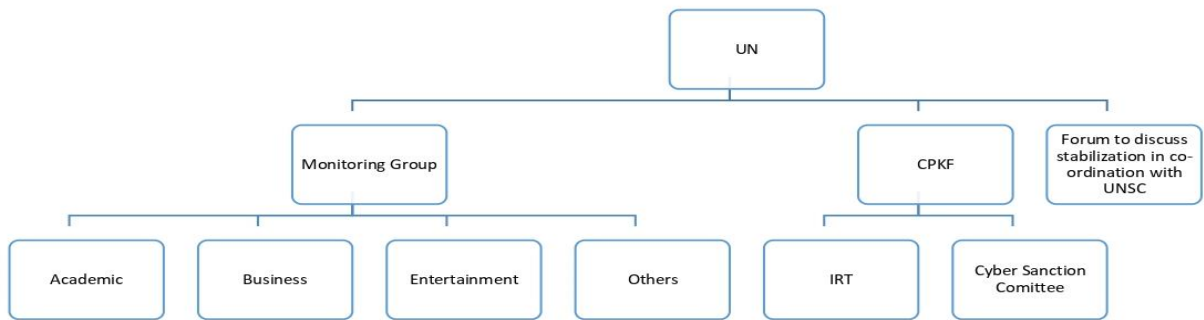 UN
Monitoring Group
CPKF
Forum to discuss
stabilization in co-
ordination with
UNSC
Academic
Business
Entertainment
Others
IRT
Cyber Sanction
Comittee